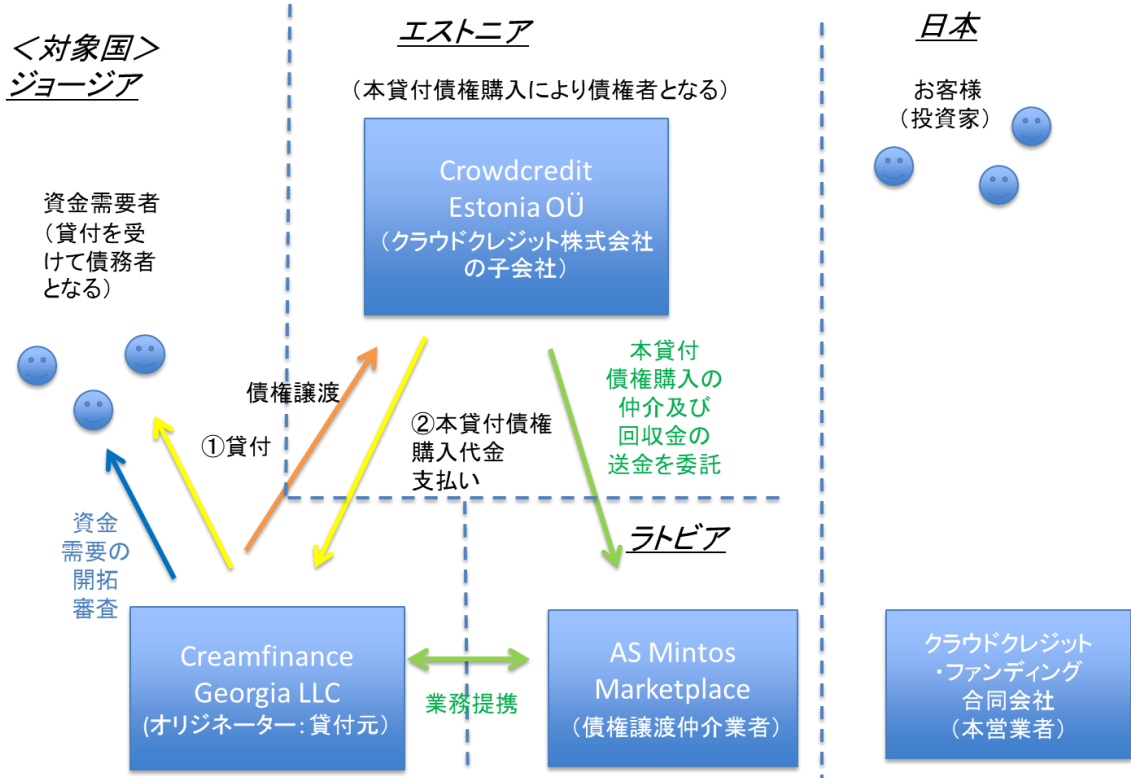 ＜対象国＞
ジョージア
エストニア
日本
（本貸付債権購入により債権者となる）
お客様
（投資家）
Crowdcredit
Estonia OÜ
（クラウドクレジット株式会社
の子会社）
資金需要者
（貸付を受
けて債務者
となる）
債権譲渡
①貸付
②本貸付債権
購入代金
支払い
本貸付
債権購入の
仲介及び
回収金の
送金を委託
資金
需要の
開拓
審査
ラトビア
Creamfinance
Georgia LLC
（オリジネーター：貸付元）
業務提携
AS Mintos
Marketplace
（債権譲渡仲介業者）
クラウドクレジット
・ファンディング
合同会社
（本営業者）